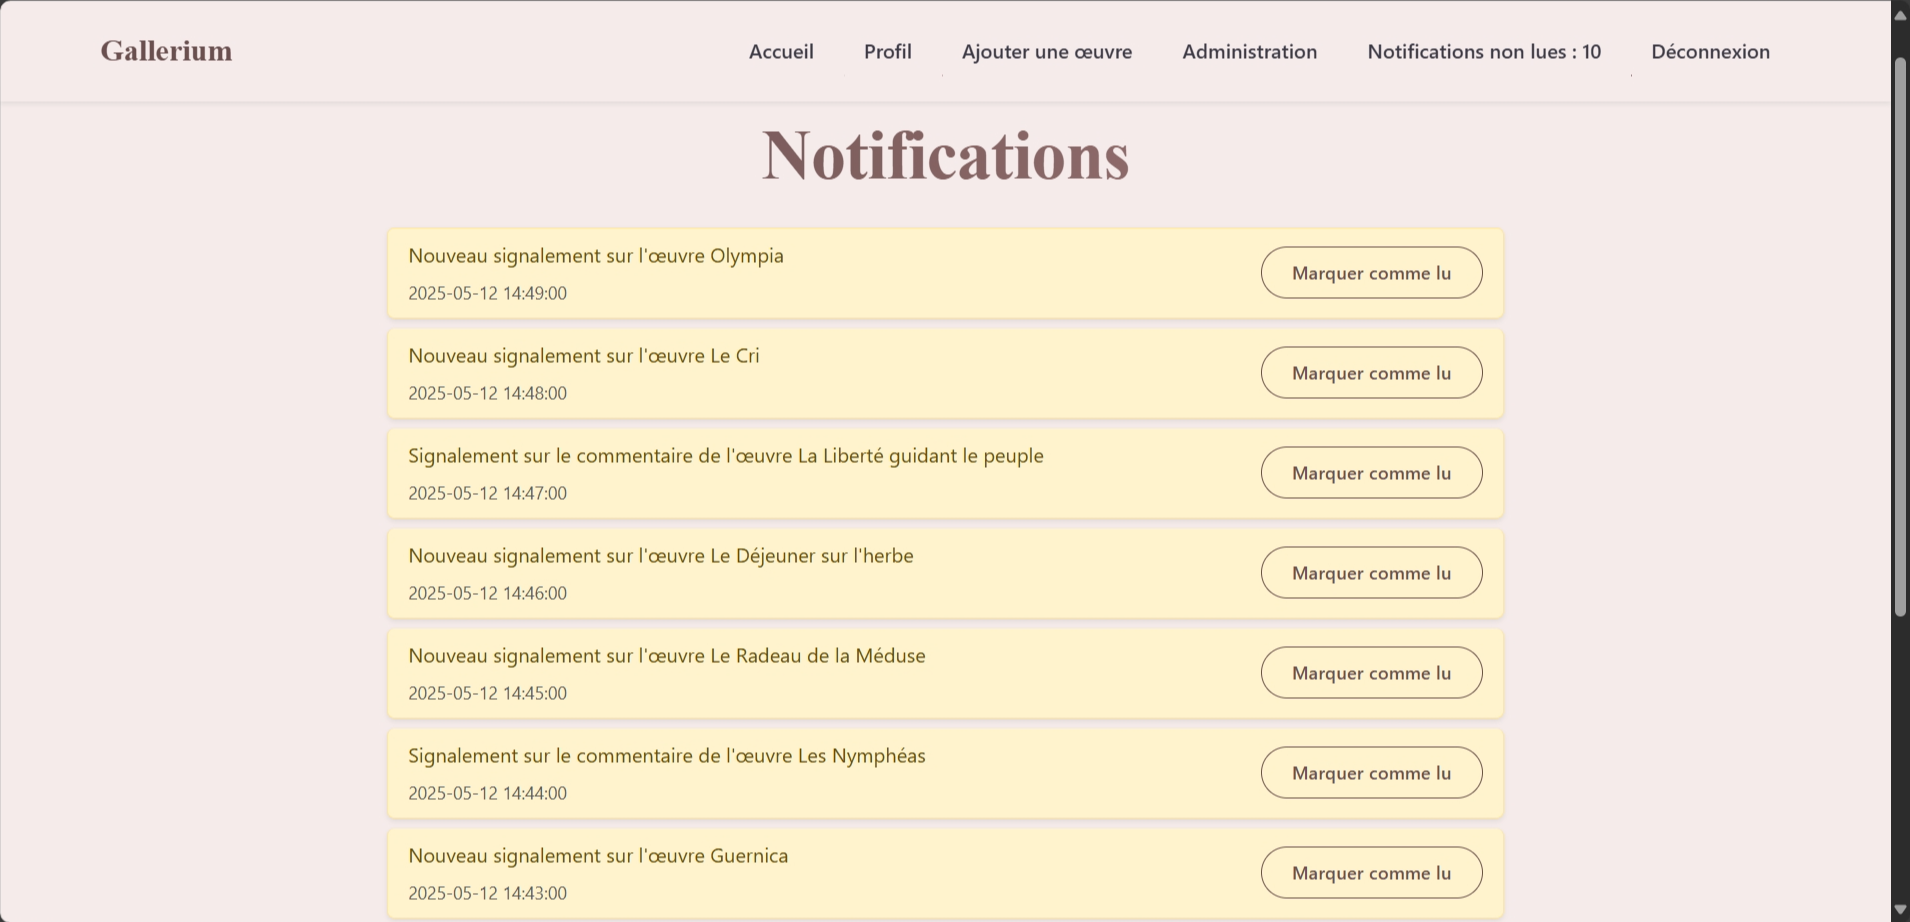 Gallerium
Accueil
Profil
Ajouter une œuvre
Administration
Notifications non lues : 10
Déconnexion
Notifications
Nouveau signalement sur l'œuvre Olympia
2025-05-12 14:49:00
Marquer comme lu
Nouveau signalement sur l'œuvre Le Cri
2025-05-12 14:48:00
Marquer comme lu
Signalement sur le commentaire de l'œuvre La Liberté guidant le peuple
2025-05-12 14:47:00
Marquer comme lu
Nouveau signalement sur l'œuvre Le Déjeuner sur l'herbe
2025-05-12 14:46:00
Marquer comme lu
Nouveau signalement sur l'œuvre Le Radeau de la Méduse
2025-05-12 14:45:00
Marquer comme lu
Signalement sur le commentaire de l'œuvre Les Nymphéas
2025-05-12 14:44:00
Marquer comme lu
Nouveau signalement sur l'œuvre Guernica
2025-05-12 14:43:00
Marquer comme lu